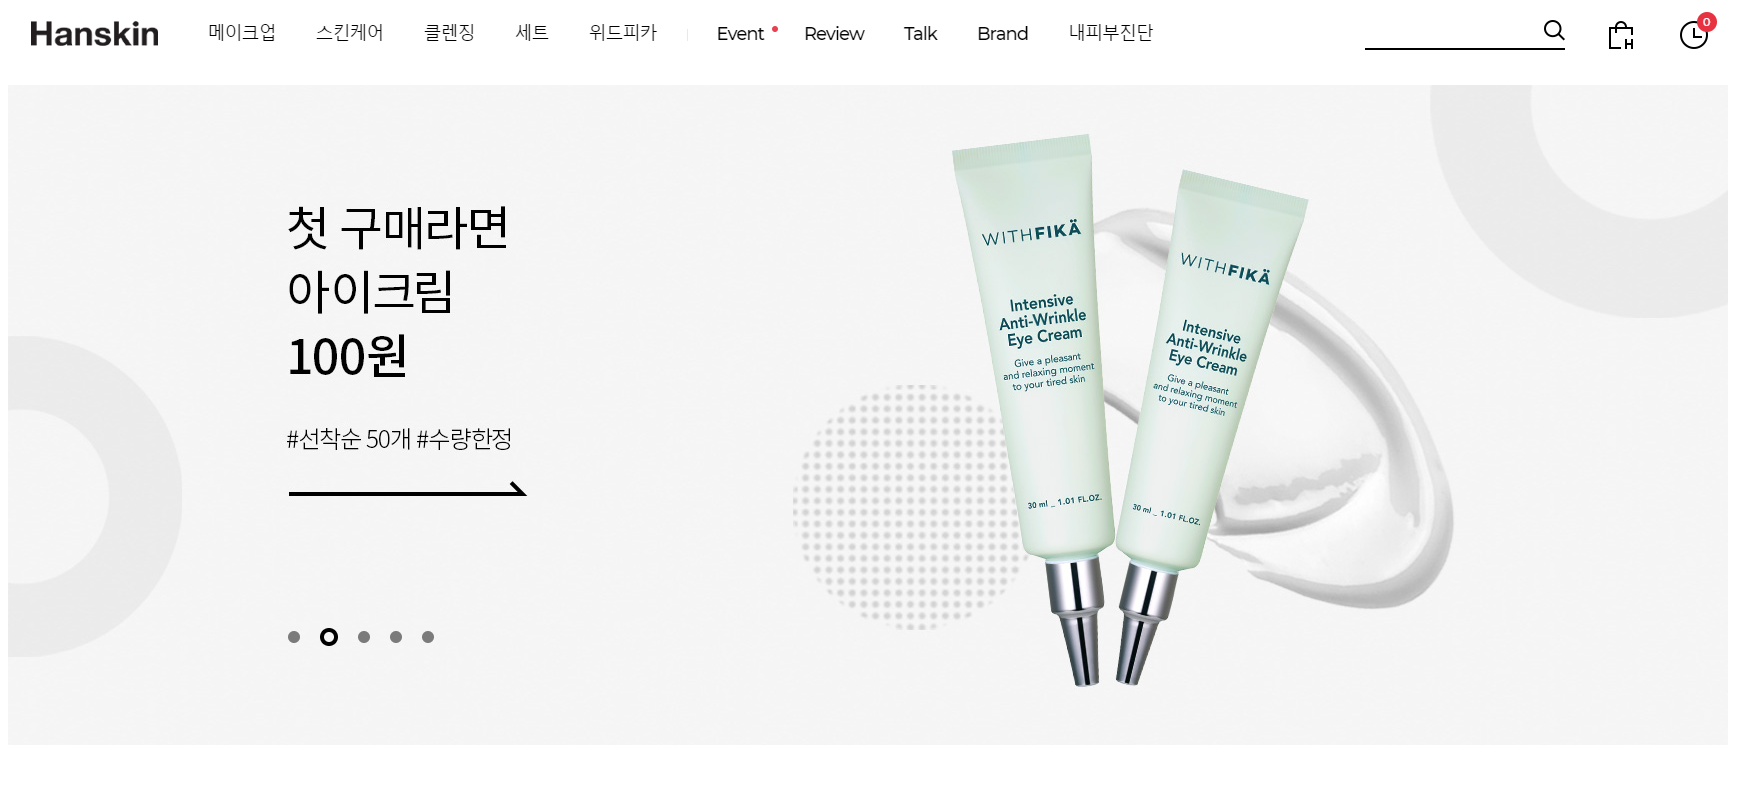 Hanskin
메이크업 스킨케어 클렌징 세트 위드피카 Event Review Talk Brand 내피부진단
H
0
첫 구매라면
아이크림
100원
#선착순 50개 #수량한정
WITHFIKÄ
Intensive
Anti-Wrinkle
Eye Cream
Give a pleasant
and relaxing moment
to your tired skin
30 ml _ 1.01 FL.OZ.
WITHFIKÄ
Intensive
Anti-Wrinkle
Eye Cream
Give a pleasant
and relaxing moment
to your tired skin
30 ml _ 1.01 FL.OZ.